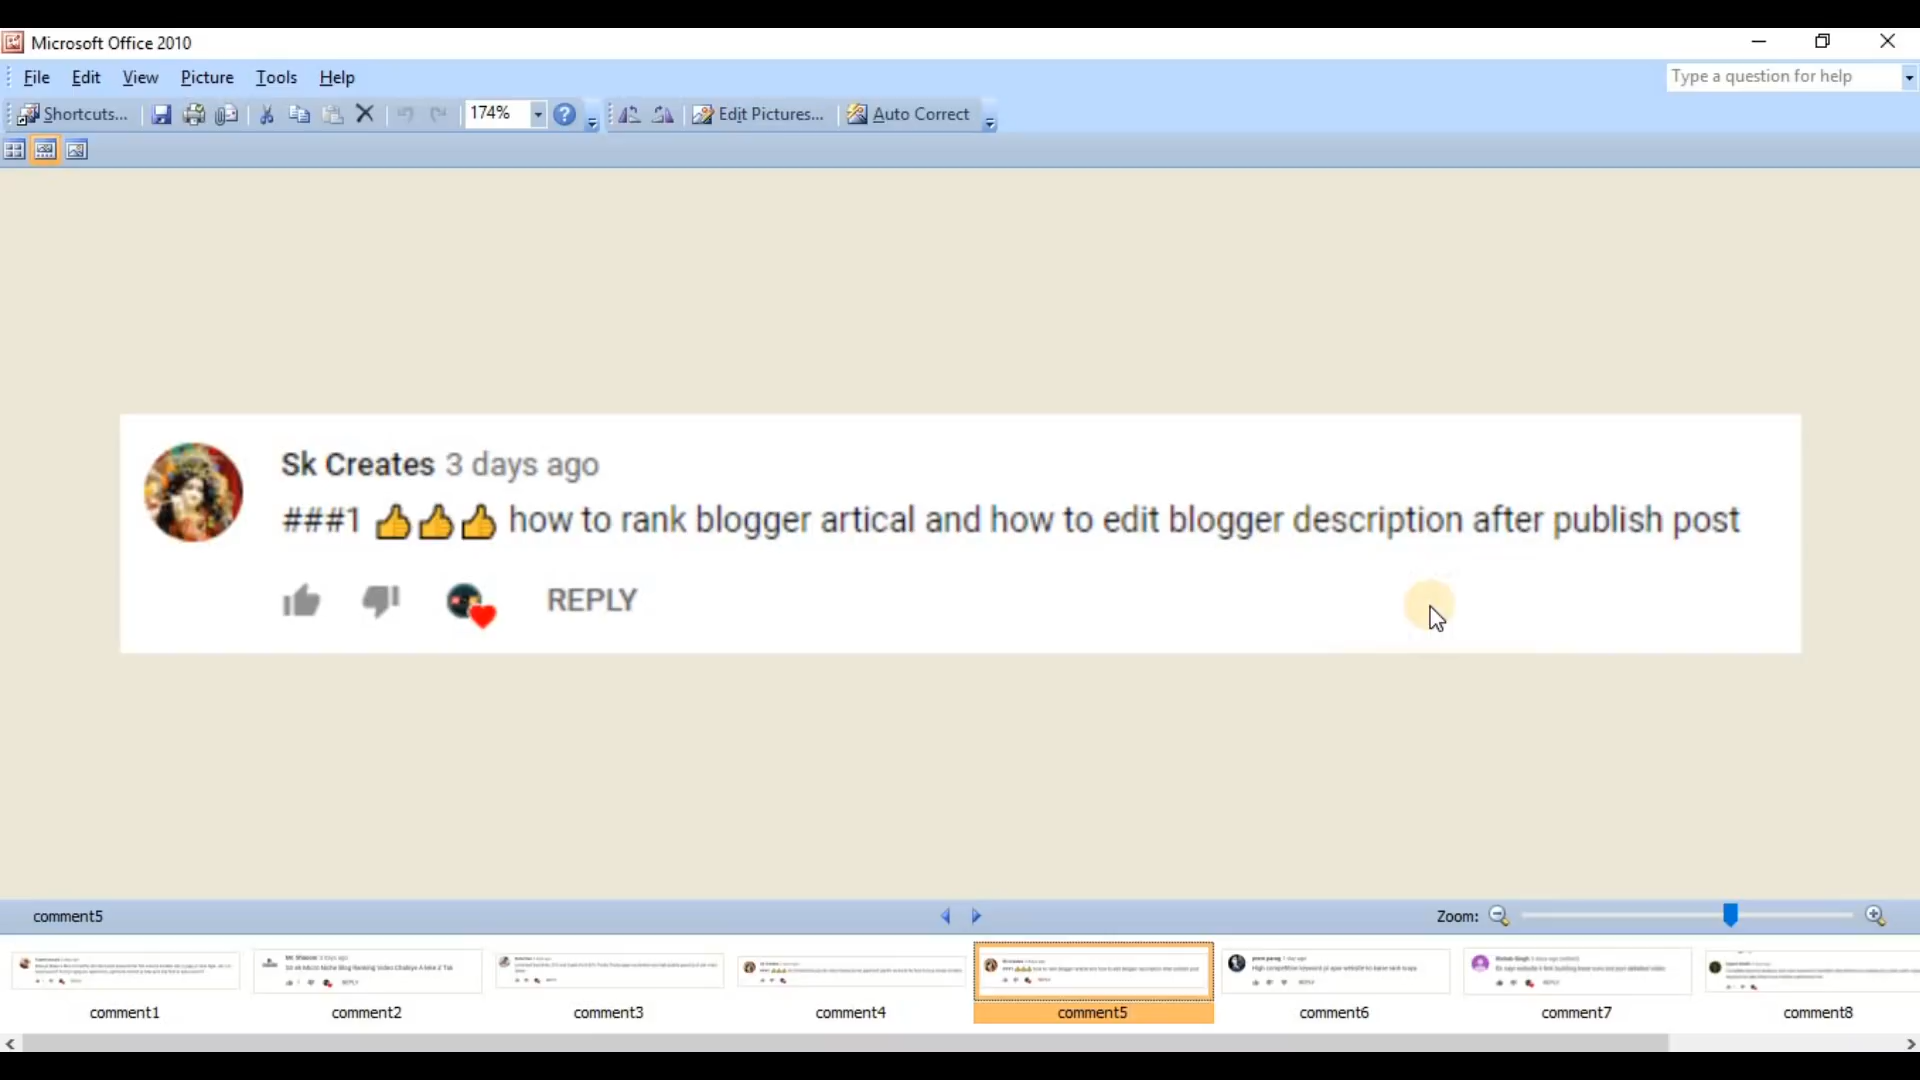 Microsoft Office 2010
File Edit View Picture Tools Help
Type a question for help
Shortcuts... 174% Edit Pictures... Auto Correct
Sk Creates 3 days ago
###1 👍👍👍 how to rank blogger artical and how to edit blogger description after publish post
REPLY
comment5
Zoom:
comment1 comment2 comment3 comment4 comment5 comment6 comment7 comment8